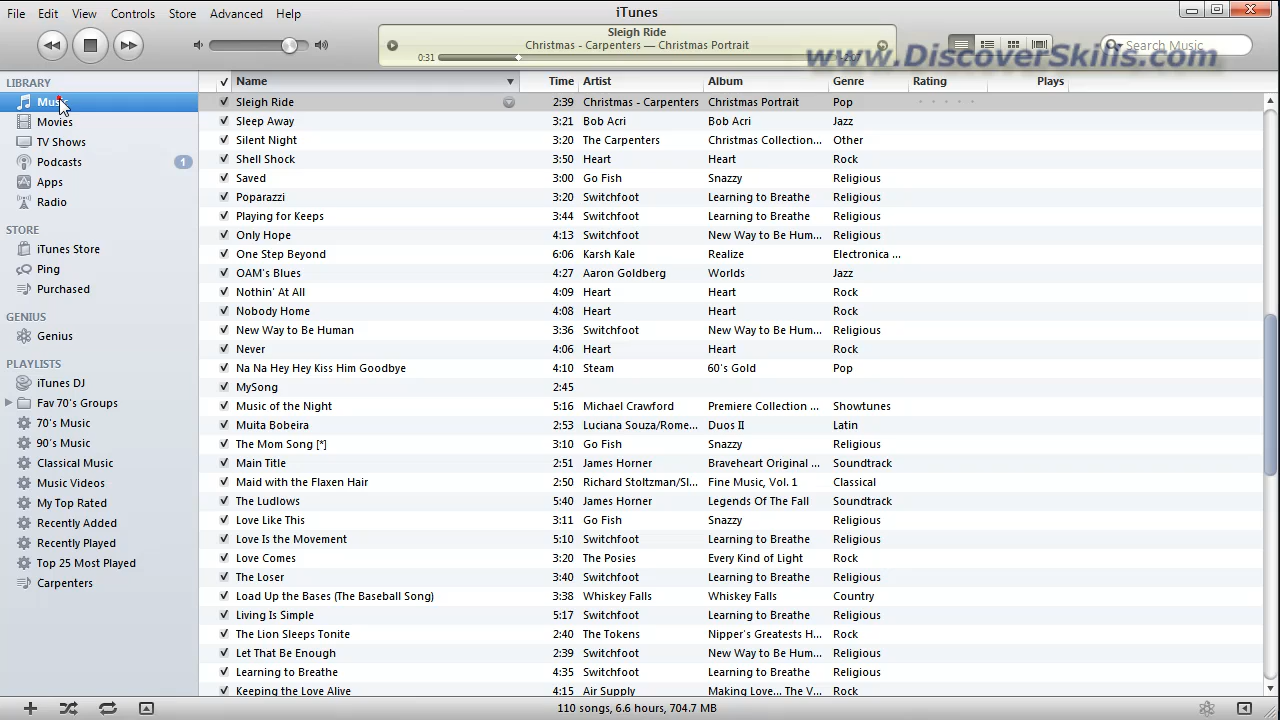 iTunes
File Edit View Controls Store Advanced Help
Sleigh Ride
Christmas - Carpenters — Christmas Portrait
0:31
www.DiscoverSkills.com
Search Music
LIBRARY
Music
Movies
TV Shows
Podcasts 1
Apps
Radio
STORE
iTunes Store
Ping
Purchased
GENIUS
Genius
PLAYLISTS
iTunes DJ
Fav 70's Groups
70's Music
90's Music
Classical Music
Music Videos
My Top Rated
Recently Added
Recently Played
Top 25 Most Played
Carpenters
Name Time Artist Album Genre Rating Plays
Sleigh Ride 2:39 Christmas - Carpenters Christmas Portrait Pop
Sleep Away 3:21 Bob Acri Bob Acri Jazz
Silent Night 3:20 The Carpenters Christmas Collection... Other
Shell Shock 3:50 Heart Heart Rock
Saved 3:00 Go Fish Snazzy Religious
Poparazzi 3:20 Switchfoot Learning to Breathe Religious
Playing for Keeps 3:44 Switchfoot Learning to Breathe Religious
Only Hope 4:13 Switchfoot New Way to Be Hum... Religious
One Step Beyond 6:06 Karsh Kale Realize Electronica ...
OAM's Blues 4:27 Aaron Goldberg Worlds Jazz
Nothin' At All 4:09 Heart Heart Rock
Nobody Home 4:08 Heart Heart Rock
New Way to Be Human 3:36 Switchfoot New Way to Be Hum... Religious
Never 4:06 Heart Heart Rock
Na Na Hey Hey Kiss Him Goodbye 4:10 Steam 60's Gold Pop
MySong 2:45
Music of the Night 5:16 Michael Crawford Premiere Collection ... Showtunes
Muita Bobeira 2:53 Luciana Souza/Rome... Duos II Latin
The Mom Song [*] 3:10 Go Fish Snazzy Religious
Main Title 2:51 James Horner Braveheart Original ... Soundtrack
Maid with the Flaxen Hair 2:50 Richard Stoltzman/Sl... Fine Music, Vol. 1 Classical
The Ludlows 5:40 James Horner Legends Of The Fall Soundtrack
Love Like This 3:11 Go Fish Snazzy Religious
Love Is the Movement 5:10 Switchfoot Learning to Breathe Religious
Love Comes 3:20 The Posies Every Kind of Light Rock
The Loser 3:40 Switchfoot Learning to Breathe Religious
Load Up the Bases (The Baseball Song) 3:38 Whiskey Falls Whiskey Falls Country
Living Is Simple 5:17 Switchfoot Learning to Breathe Religious
The Lion Sleeps Tonite 2:40 The Tokens Nipper's Greatests H... Rock
Let That Be Enough 2:39 Switchfoot New Way to Be Hum... Religious
Learning to Breathe 4:35 Switchfoot Learning to Breathe Religious
Keeping the Love Alive 4:15 Air Supply Making Love... The V... Rock
110 songs, 6.6 hours, 704.7 MB